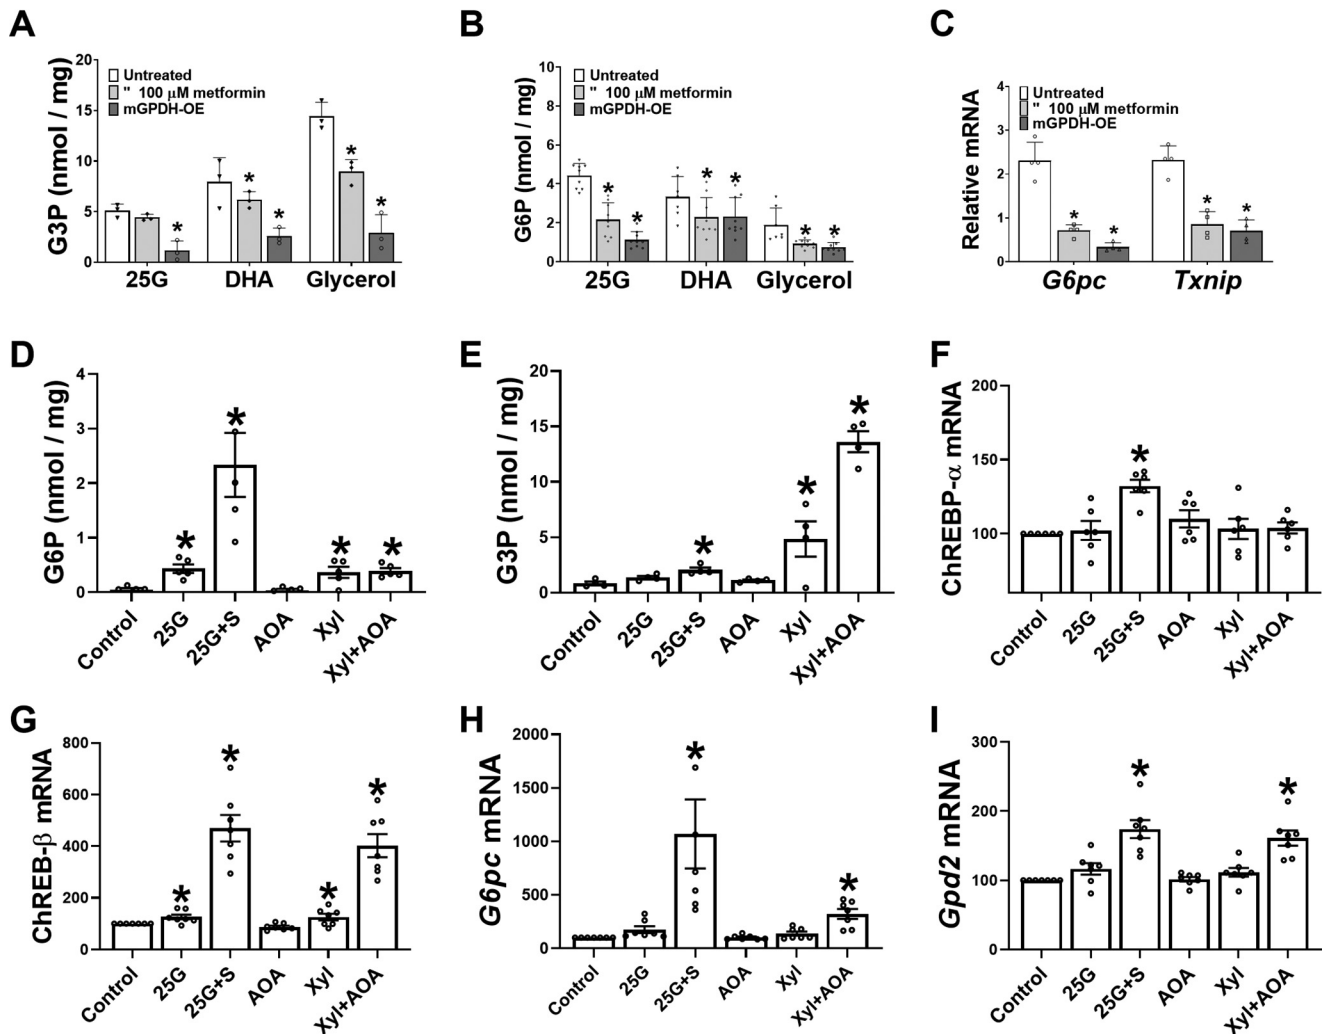 A
G3P (nmol / mg)
20
15
10
5
0
Untreated
" 100 μM metformin
mGPDH-OE
*
*
*
*
*
25G
DHA
Glycerol
B
G6P (nmol / mg)
10
8
6
4
2
0
Untreated
" 100 μM metformin
mGPDH-OE
*
*
*
*
*
*
25G
DHA
Glycerol
C
Relative mRNA
4
3
2
1
0
Untreated
" 100 μM metformin
mGPDH-OE
*
*
*
*
G6pc
Txnip
D
G6P (nmol / mg)
4
3
2
1
0
*
*
*
*
Control
25G
25G+S
AOA
Xyl
Xyl+AOA
E
G3P (nmol / mg)
20
15
10
5
0
*
*
*
Control
25G
25G+S
AOA
Xyl
Xyl+AOA
F
ChREBP-α mRNA
200
150
100
*
Control
25G
25G+S
AOA
Xyl
Xyl+AOA
G
ChREB-β mRNA
800
600
400
200
0
*
*
*
*
Control
25G
25G+S
AOA
Xyl
Xyl+AOA
H
G6pc mRNA
2000
1500
1000
500
0
*
*
Control
25G
25G+S
AOA
Xyl
Xyl+AOA
I
Gpd2 mRNA
300
200
100
0
*
*
Control
25G
25G+S
AOA
Xyl
Xyl+AOA